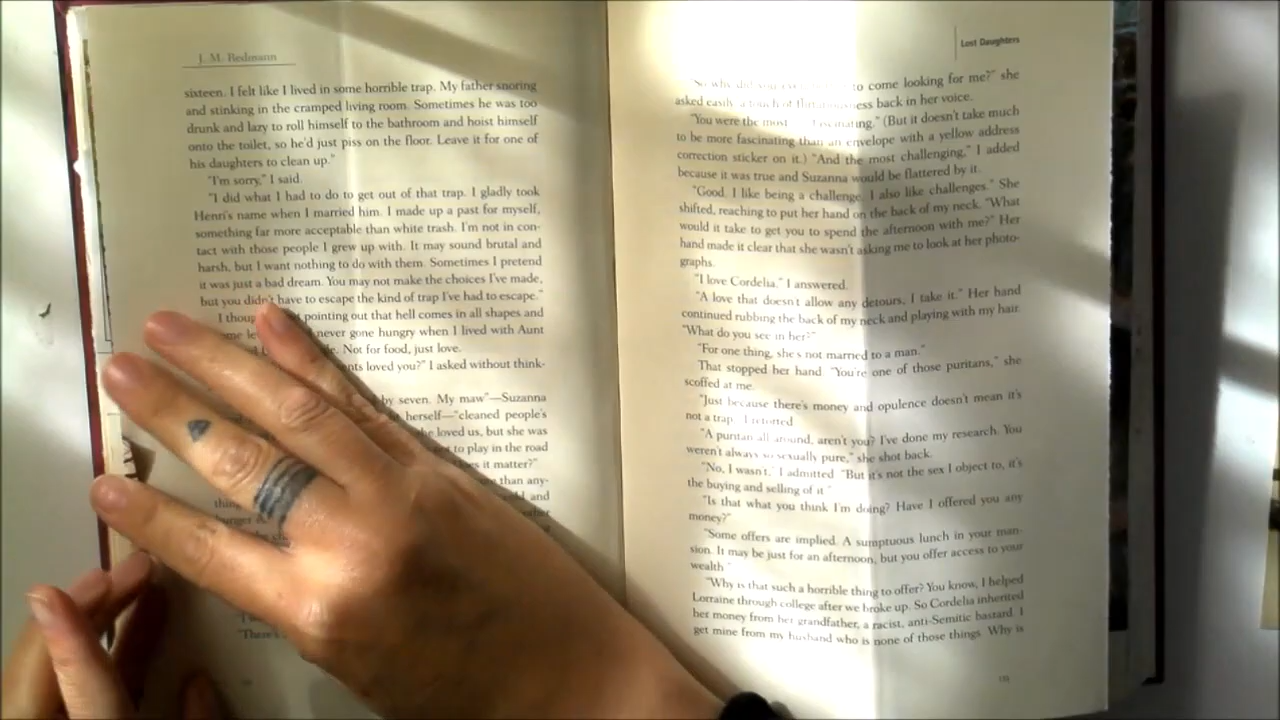 J. M. Redmann
sixteen. I felt like I lived in some horrible trap. My father snoring
and stinking in the cramped living room. Sometimes he was too
drunk and lazy to roll himself to the bathroom and hoist himself
onto the toilet, so he'd just piss on the floor. Leave it for one of
his daughters to clean up."
"I'm sorry," I said.
"I did what I had to do to get out of that trap. I gladly took
Henri's name when I married him. I made up a past for myself,
something far more acceptable than white trash. I'm not in con-
tact with those people I grew up with. It may sound brutal and
harsh, but I want nothing to do with them. Sometimes I pretend
it was just a bad dream. You may not make the choices I've made,
but you didn't have to escape the kind of trap I've had to escape."
I pointing out that hell comes in all shapes and
never gone hungry when I lived with Aunt
Not for food, just love.
loved you?" I asked without think-
by seven. My maw"—Suzanna
herself—"cleaned people's
loved us, but she was
to play in the road
it matter?"
than any-
and
"There's
Lost Daughters
why did you to come looking for me?" she
asked easily, a touch of flirtatiousness back in her voice.
"You were the most fascinating." (But it doesn't take much
to be more fascinating than an envelope with a yellow address
correction sticker on it.) "And the most challenging," I added
because it was true and Suzanna would be flattered by it.
"Good. I like being a challenge. I also like challenges." She
shifted, reaching to put her hand on the back of my neck. "What
would it take to get you to spend the afternoon with me?" Her
hand made it clear that she wasn't asking me to look at her photo-
graphs.
"I love Cordelia," I answered.
"A love that doesn't allow any detours, I take it." Her hand
continued rubbing the back of my neck and playing with my hair.
"What do you see in her?"
"For one thing, she's not married to a man."
That stopped her hand. "You're one of those puritans," she
scoffed at me.
"Just because there's money and opulence doesn't mean it's
not a trap," I retorted.
"A puritan all around, aren't you? I've done my research. You
weren't always so sexually pure," she shot back.
"No, I wasn't," I admitted. "But it's not the sex I object to, it's
the buying and selling of it."
"Is that what you think I'm doing? Have I offered you any
money?"
"Some offers are implied. A sumptuous lunch in your man-
sion. It may be just for an afternoon, but you offer access to your
wealth."
"Why is that such a horrible thing to offer? You know, I helped
Lorraine through college after we broke up. So Cordelia inherited
her money from her grandfather, a racist, anti-Semitic bastard. I
get mine from my husband who is none of those things. Why is